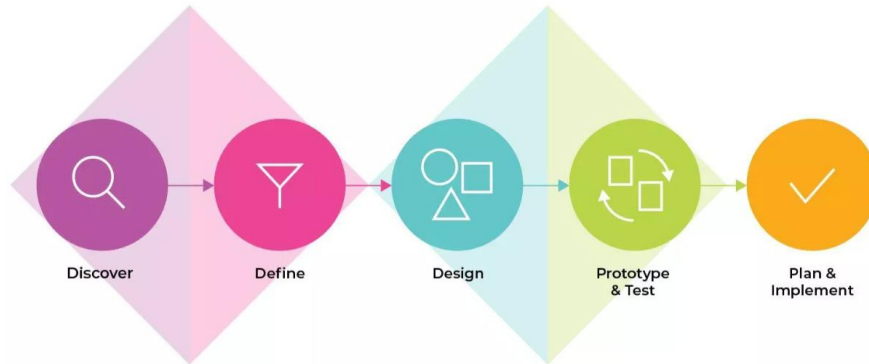 Discover
Define
Design
Prototype
& Test
Plan &
Implement